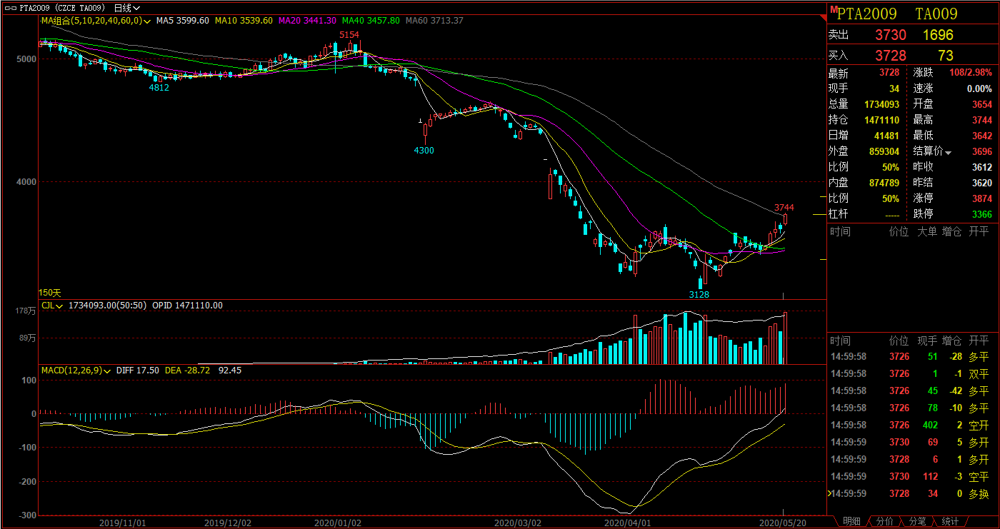 PTA2009 (CZCE TA009) 日线
MA组合(5,10,20,40,60,0) MA5 3599.60 MA10 3539.60 MA20 3441.30 MA40 3457.80 MA60 3713.37
5154
5000
4812
4300
4000
3744
3128
150天
CJL 1734093.00(50:50) OPID 1471110.00
178万
89万
MACD(12,26,9) DIFF 17.50 DEA -28.72 92.45
100
0
-100
-200
-300
2019/11/01 2019/12/02 2020/01/02 2020/03/02 2020/04/01 2020/05/20
M
PTA2009 TA009
卖出 3730 1696
买入 3728 73
最新 3728 涨跌 108/2.98%
现手 34 速涨 0.00%
总量 1734093 开盘 3654
持仓 1471110 最高 3744
日增 41481 最低 3642
外盘 859304 结算价 3696
比例 50% 昨收 3612
内盘 874789 昨结 3620
比例 50% 涨停 3874
杠杆 ----- 跌停 3366
时间 价位 大单 增仓 开平
时间 价位 现手 增仓 开平
14:59:58 3726 51 -28 多平
14:59:58 3726 1 -1 双平
14:59:58 3726 45 -42 多平
14:59:58 3726 78 -10 多平
14:59:58 3726 402 2 空开
14:59:59 3730 69 5 多开
14:59:59 3728 6 1 多开
14:59:59 3730 112 -3 空平
14:59:59 3728 34 0 多换
明细 分价 分笔 统计